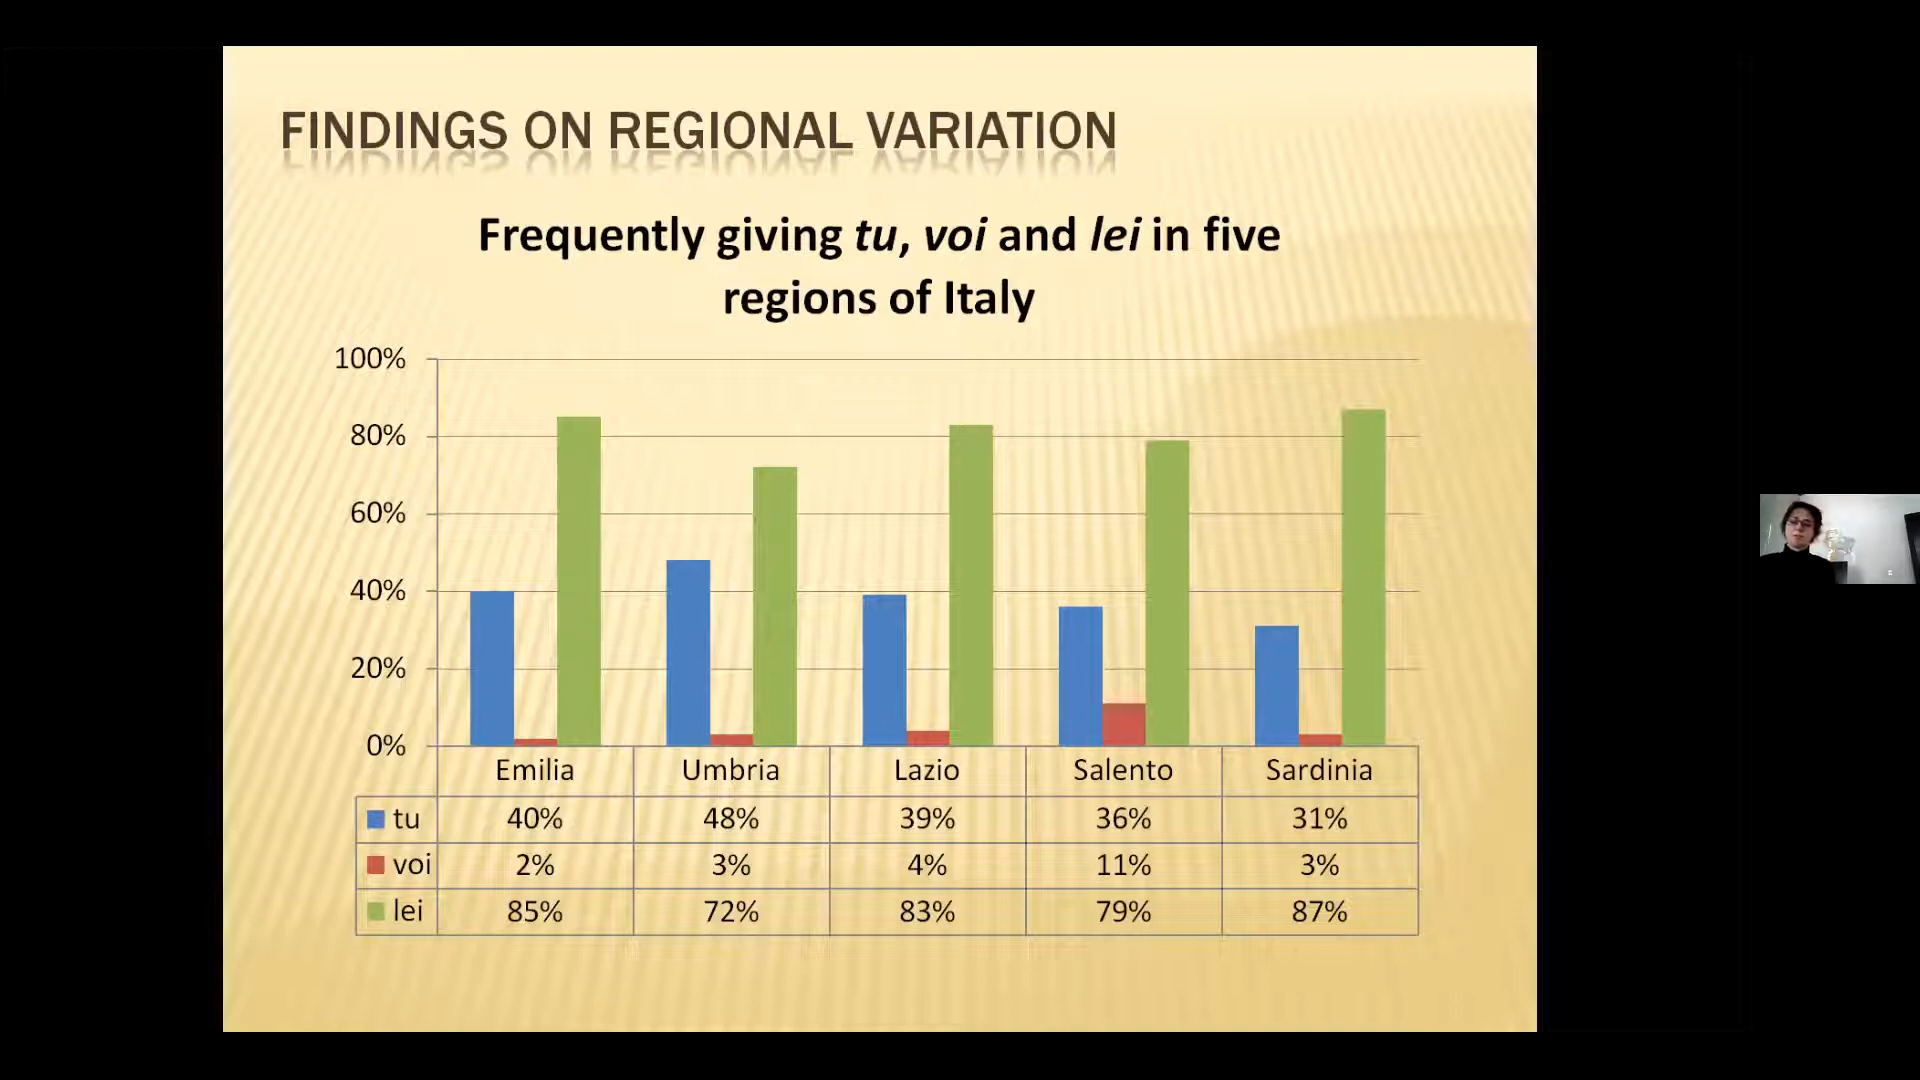 FINDINGS ON REGIONAL VARIATION
Frequently giving tu, voi and lei in five
regions of Italy
100%
80%
60%
40%
20%
0%
Emilia Umbria Lazio Salento Sardinia
tu 40% 48% 39% 36% 31%
voi 2% 3% 4% 11% 3%
lei 85% 72% 83% 79% 87%